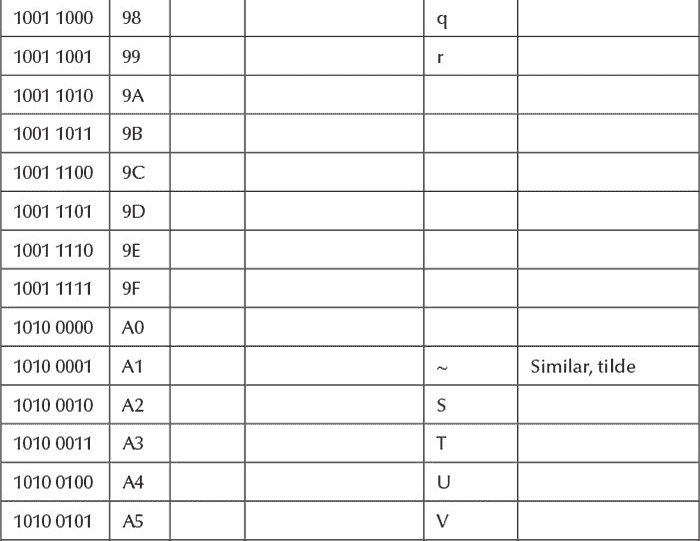 1001 1000 98 q
1001 1001 99 r
1001 1010 9A
1001 1011 9B
1001 1100 9C
1001 1101 9D
1001 1110 9E
1001 1111 9F
1010 0000 A0
1010 0001 A1 ~ Similar, tilde
1010 0010 A2 S
1010 0011 A3 T
1010 0100 A4 U
1010 0101 A5 V